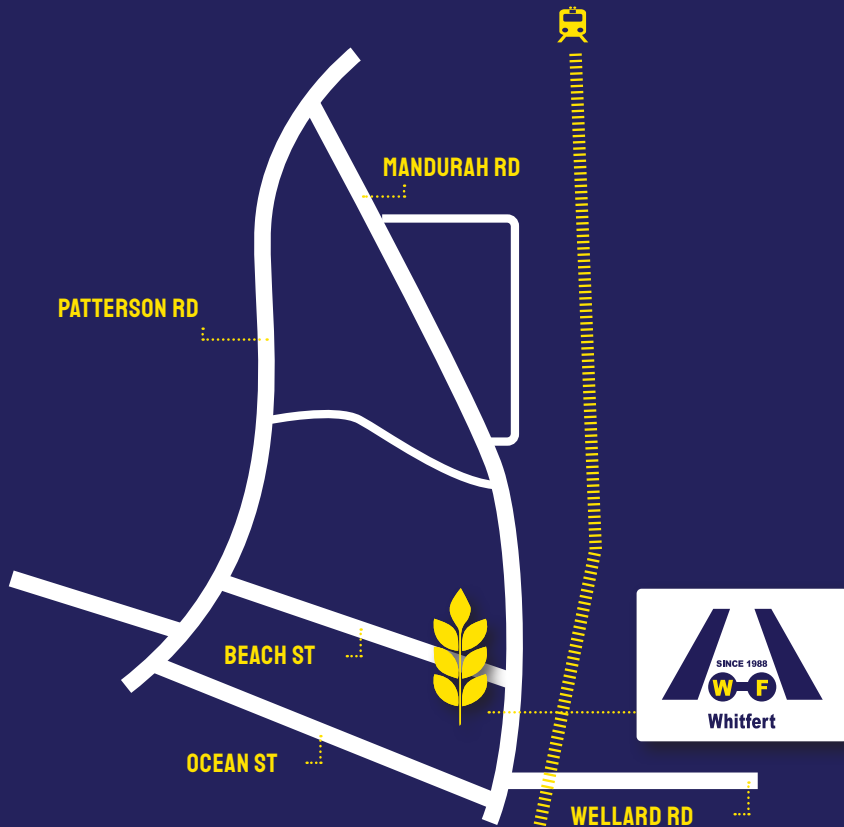 MANDURAH RD
PATTERSON RD
BEACH ST
SINCE 1988
W F
Whitfert
OCEAN ST
WELLARD RD